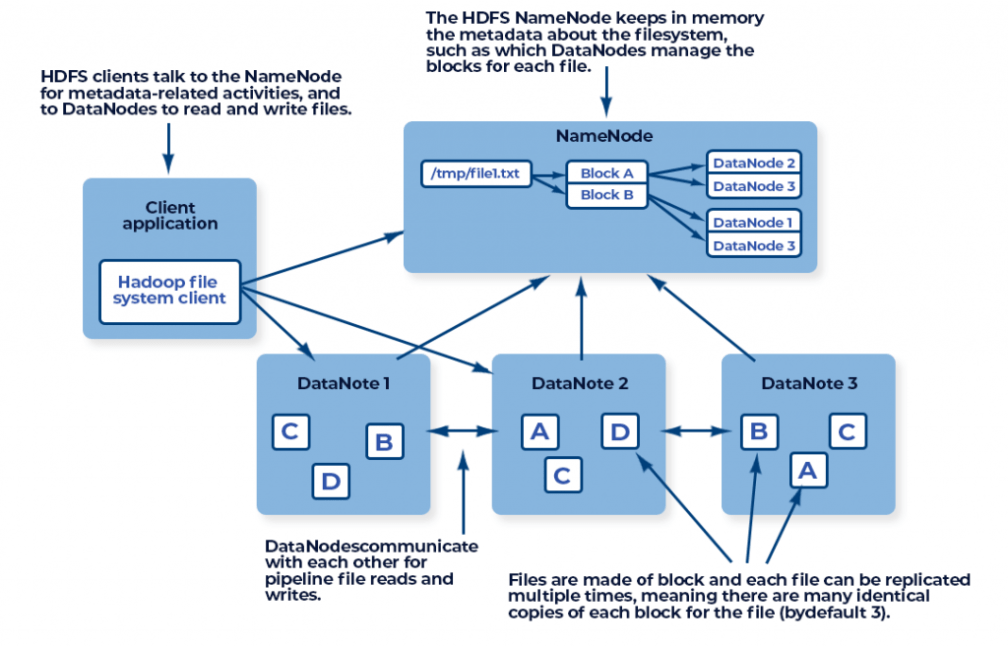 The HDFS NameNode keeps in memory
the metadata about the filesystem,
such as which DataNodes manage the
blocks for each file.
HDFS clients talk to the NameNode
for metadata-related activities, and
to DataNodes to read and write files.
NameNode
/tmp/file1.txt
Block A
Block B
DataNode 2
DataNode 3
DataNode 1
DataNode 3
Client
application
Hadoop file
system client
DataNote 1
C
B
D
DataNote 2
A
D
C
DataNote 3
B
C
A
DataNodescommunicate
with each other for
pipeline file reads and
writes.
Files are made of block and each file can be replicated
multiple times, meaning there are many identical
copies of each block for the file (bydefault 3).